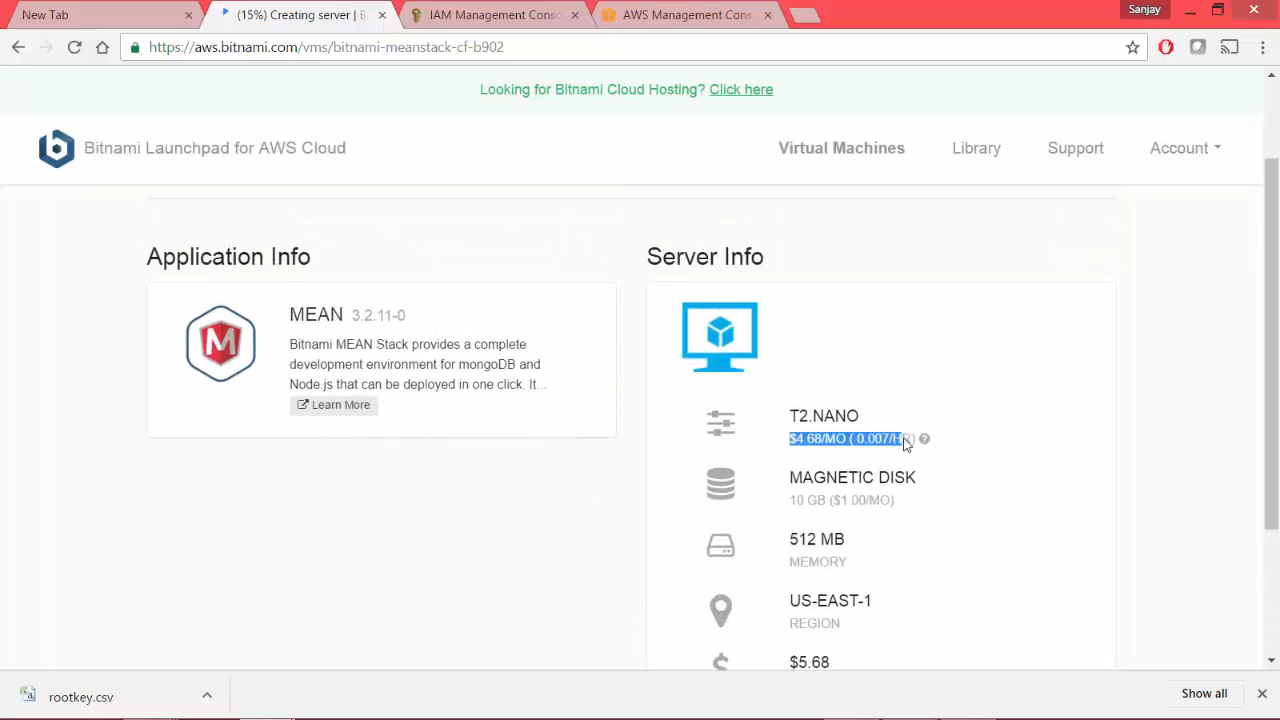 New Tab
(15%) Creating server | B
IAM Management Conso
AWS Management Cons
Sanjay
https://aws.bitnami.com/vms/bitnami-meanstack-cf-b902
Looking for Bitnami Cloud Hosting? Click here
Bitnami Launchpad for AWS Cloud
Virtual Machines
Library
Support
Account
Application Info
Server Info
MEAN 3.2.11-0
Bitnami MEAN Stack provides a complete
development environment for mongoDB and
Node.js that can be deployed in one click. It...
Learn More
T2.NANO
$4.68/MO ( 0.007/HR)
MAGNETIC DISK
10 GB ($1.00/MO)
512 MB
MEMORY
US-EAST-1
REGION
$5.68
rootkey.csv
Show all